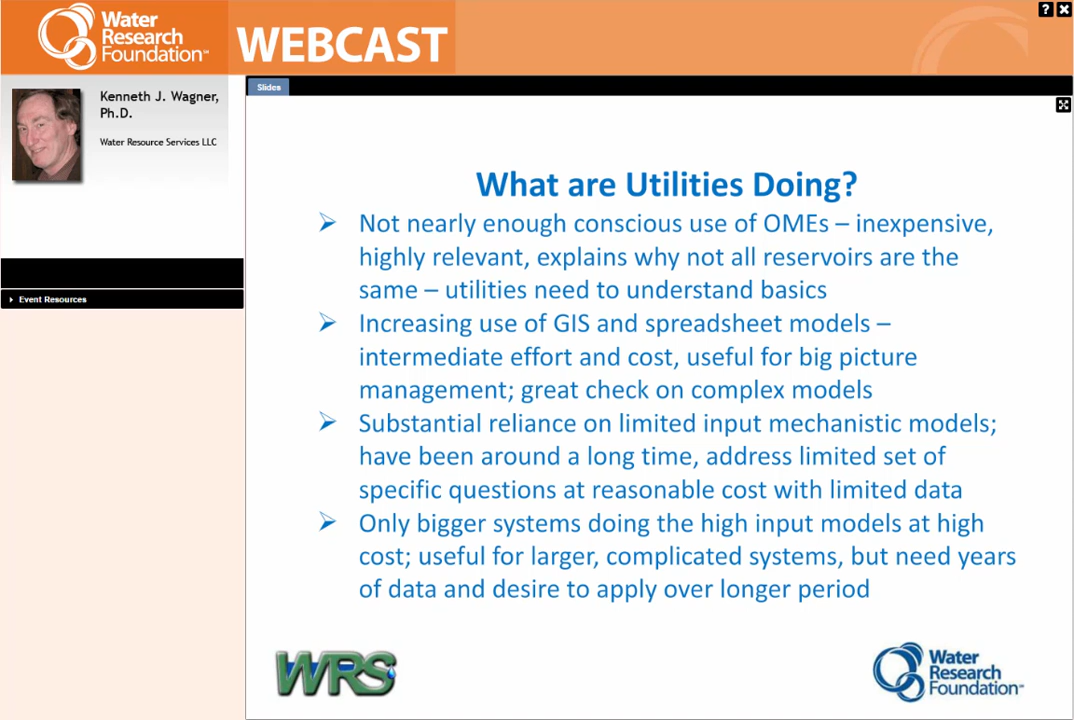 Water
Research
Foundation℠
WEBCAST
?
Kenneth J. Wagner,
Ph.D.
Water Resource Services LLC
Event Resources
Slides
What are Utilities Doing?
➢ Not nearly enough conscious use of OMEs – inexpensive,
highly relevant, explains why not all reservoirs are the
same – utilities need to understand basics
➢ Increasing use of GIS and spreadsheet models –
intermediate effort and cost, useful for big picture
management; great check on complex models
➢ Substantial reliance on limited input mechanistic models;
have been around a long time, address limited set of
specific questions at reasonable cost with limited data
➢ Only bigger systems doing the high input models at high
cost; useful for larger, complicated systems, but need years
of data and desire to apply over longer period
WRS
Water
Research
Foundation℠